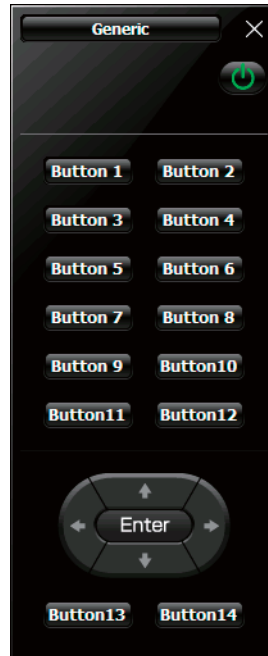 Generic
Button 1 Button 2
Button 3 Button 4
Button 5 Button 6
Button 7 Button 8
Button 9 Button10
Button11 Button12
Enter
Button13 Button14